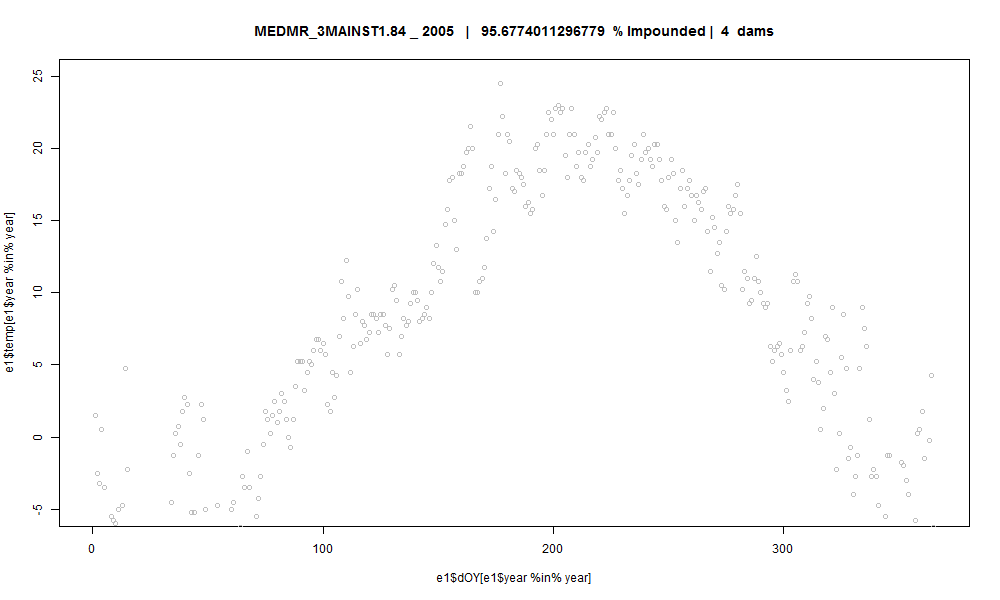 MEDMR_3MAINST1.84 _ 2005 | 95.6774011296779 % Impounded | 4 dams
25
20
15
10
5
0
-5
e1$temp[e1$year %in% year]
0 100 200 300
e1$dOY[e1$year %in% year]